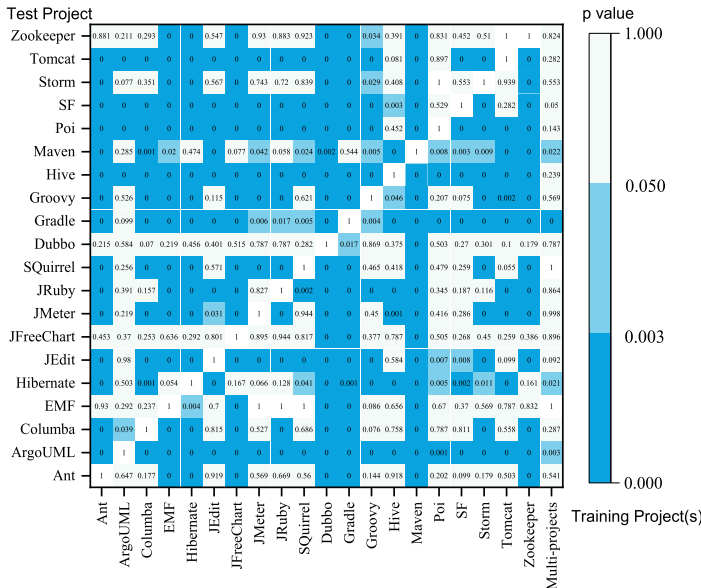 Test Project
p value
Zookeeper 0.881 0.211 0.293 0 0 0.547 0 0.93 0.883 0.923 0 0 0.034 0.391 0 0.831 0.452 0.51 1 1 0.824
Tomcat 0 0 0 0 0 0 0 0 0 0 0 0 0 0.081 0 0.897 0 0 1 0 0.282
Storm 0 0.077 0.351 0 0 0.567 0 0.743 0.72 0.839 0 0 0.029 0.408 0 1 0.553 1 0.939 0 0.553
SF 0 0 0 0 0 0 0 0 0 0 0 0 0 0.003 0 0.529 1 0 0.282 0 0.05
Poi 0 0 0 0 0 0 0 0 0 0 0 0 0 0.452 0 1 0 0 0 0 0.143
Maven 0 0.285 0.001 0.02 0.474 0 0.077 0.042 0.058 0.024 0.002 0.544 0.005 0 1 0.008 0.003 0.009 0 0 0.022
Hive 0 0 0 0 0 0 0 0 0 0 0 0 0 1 0 0 0 0 0 0 0.239
Groovy 0 0.526 0 0 0 0.115 0 0 0 0.621 0 0 1 0.046 0 0.207 0.075 0 0.002 0 0.569
Gradle 0 0.099 0 0 0 0 0 0.006 0.017 0.005 0 1 0.004 0 0 0 0 0 0 0 0
Dubbo 0.215 0.584 0.07 0.219 0.456 0.401 0.515 0.787 0.787 0.282 1 0.017 0.869 0.375 0 0.503 0.27 0.301 0.1 0.179 0.787
SQuirrel 0 0.256 0 0 0 0.571 0 0 0 1 0 0 0.465 0.418 0 0.479 0.259 0 0.055 0 1
JRuby 0 0.391 0.157 0 0 0 0 0.827 1 0.002 0 0 0 0 0 0.345 0.187 0.116 0 0 0.864
JMeter 0 0.219 0 0 0 0.031 0 1 0 0.944 0 0 0.45 0.001 0 0.416 0.286 0 0 0 0.998
JFreeChart 0.453 0.37 0.253 0.636 0.292 0.801 1 0.895 0.944 0.817 0 0 0.377 0.787 0 0.505 0.268 0.45 0.259 0.386 0.896
JEdit 0 0.98 0 0 0 1 0 0 0 0 0 0 0 0.584 0 0.007 0.008 0 0.099 0 0.092
Hibernate 0 0.503 0.001 0.054 1 0 0.167 0.066 0.128 0.041 0 0.001 0 0 0 0.005 0.002 0.011 0 0.161 0.021
EMF 0.93 0.292 0.237 1 0.004 0.7 0 1 1 1 0 0 0.086 0.656 0 0.67 0.37 0.569 0.787 0.832 1
Columba 0 0.039 1 0 0 0.815 0 0.527 0 0.686 0 0 0.076 0.758 0 0.787 0.811 0 0.558 0 0.287
ArgoUML 0 1 0 0 0 0 0 0 0 0 0 0 0 0 0 0.001 0 0 0 0 0.003
Ant 1 0.647 0.177 0 0 0.919 0 0.569 0.669 0.56 0 0 0.144 0.918 0 0.202 0.099 0.179 0.503 0 0.541
1.000
0.050
0.003
0.000
Ant
ArgoUML
Columba
EMF
Hibernate
JEdit
JFreeChart
JMeter
JRuby
SQuirrel
Dubbo
Gradle
Groovy
Hive
Maven
Poi
SF
Storm
Tomcat
Zookeeper
Multi-projects
Training Project(s)